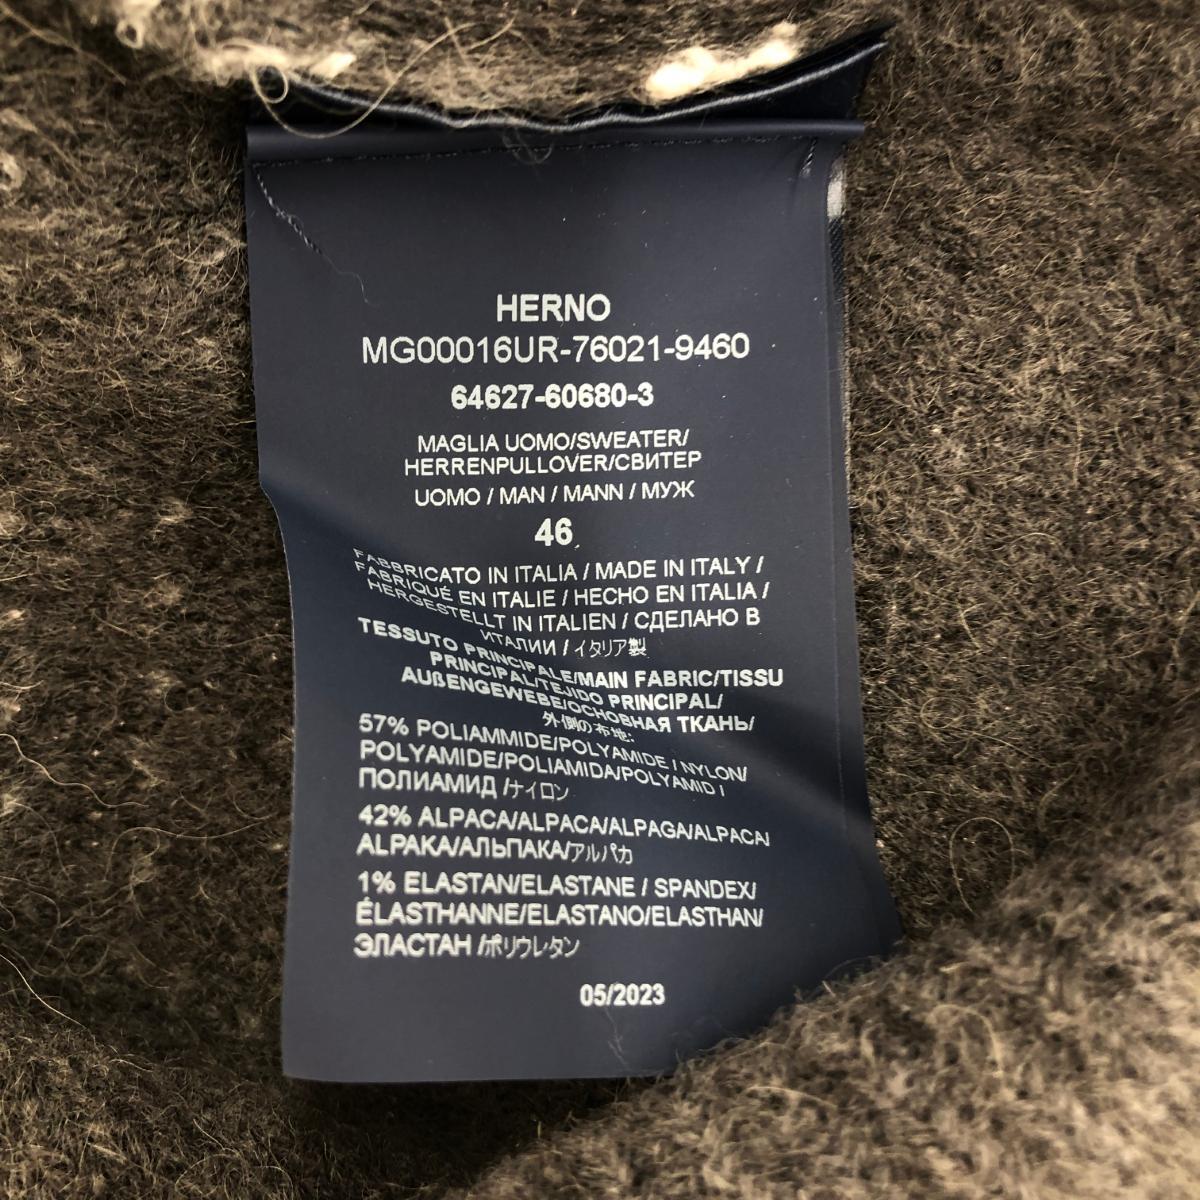 HERNO
MG00016UR-76021-9460
64627-60680-3
MAGLIA UOMO/SWEATER/
HERRENPULLOVER/СВИТЕР
UOMO / MAN / MANN / МУЖ
46
FABBRICATO IN ITALIA / MADE IN ITALY /
FABRIQUÉ EN ITALIE / HECHO EN ITALIA /
HERGESTELLT IN ITALIEN / СДЕЛАНО В
ИТАЛИИ / イタリア製
TESSUTO PRINCIPALE/MAIN FABRIC/TISSU
PRINCIPAL/TEJIDO PRINCIPAL/
AUßENGEWEBE/ОСНОВНАЯ ТКАНЬ/
外側の布地:
57% POLIAMMIDE/POLYAMIDE / NYLON/
POLYAMIDE/POLIAMIDA/POLYAMID /
ПОЛИАМИД /ナイロン
42% ALPACA/ALPACA/ALPAGA/ALPACA/
ALPAKA/АЛЬПАКА/アルパカ
1% ELASTAN/ELASTANE / SPANDEX/
ÉLASTHANNE/ELASTANO/ELASTHAN/
ЭЛАСТАН /ポリウレタン
05/2023